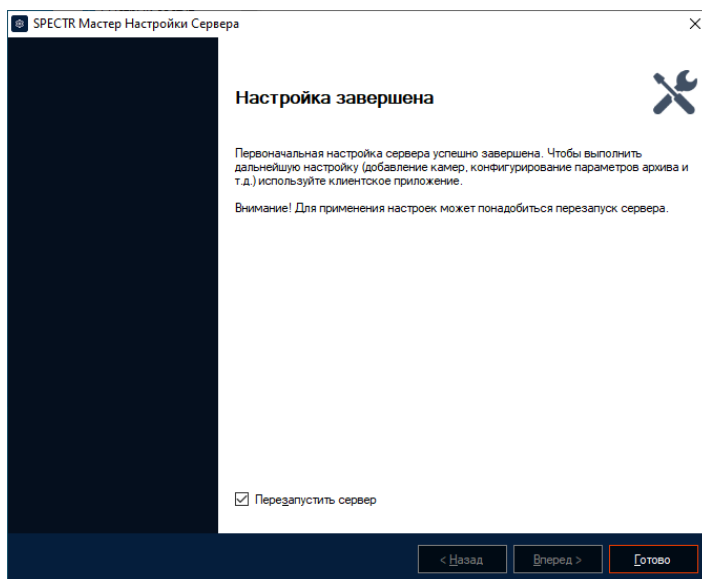 SPECTR Мастер Настройки Сервера
Настройка завершена
Первоначальная настройка сервера успешно завершена. Чтобы выполнить
дальнейшую настройку (добавление камер, конфигурирование параметров архива и
т.д.) используйте клиентское приложение.
Внимание! Для применения настроек может понадобиться перезапуск сервера.
Перезапустить сервер
< Назад
Вперед >
Готово